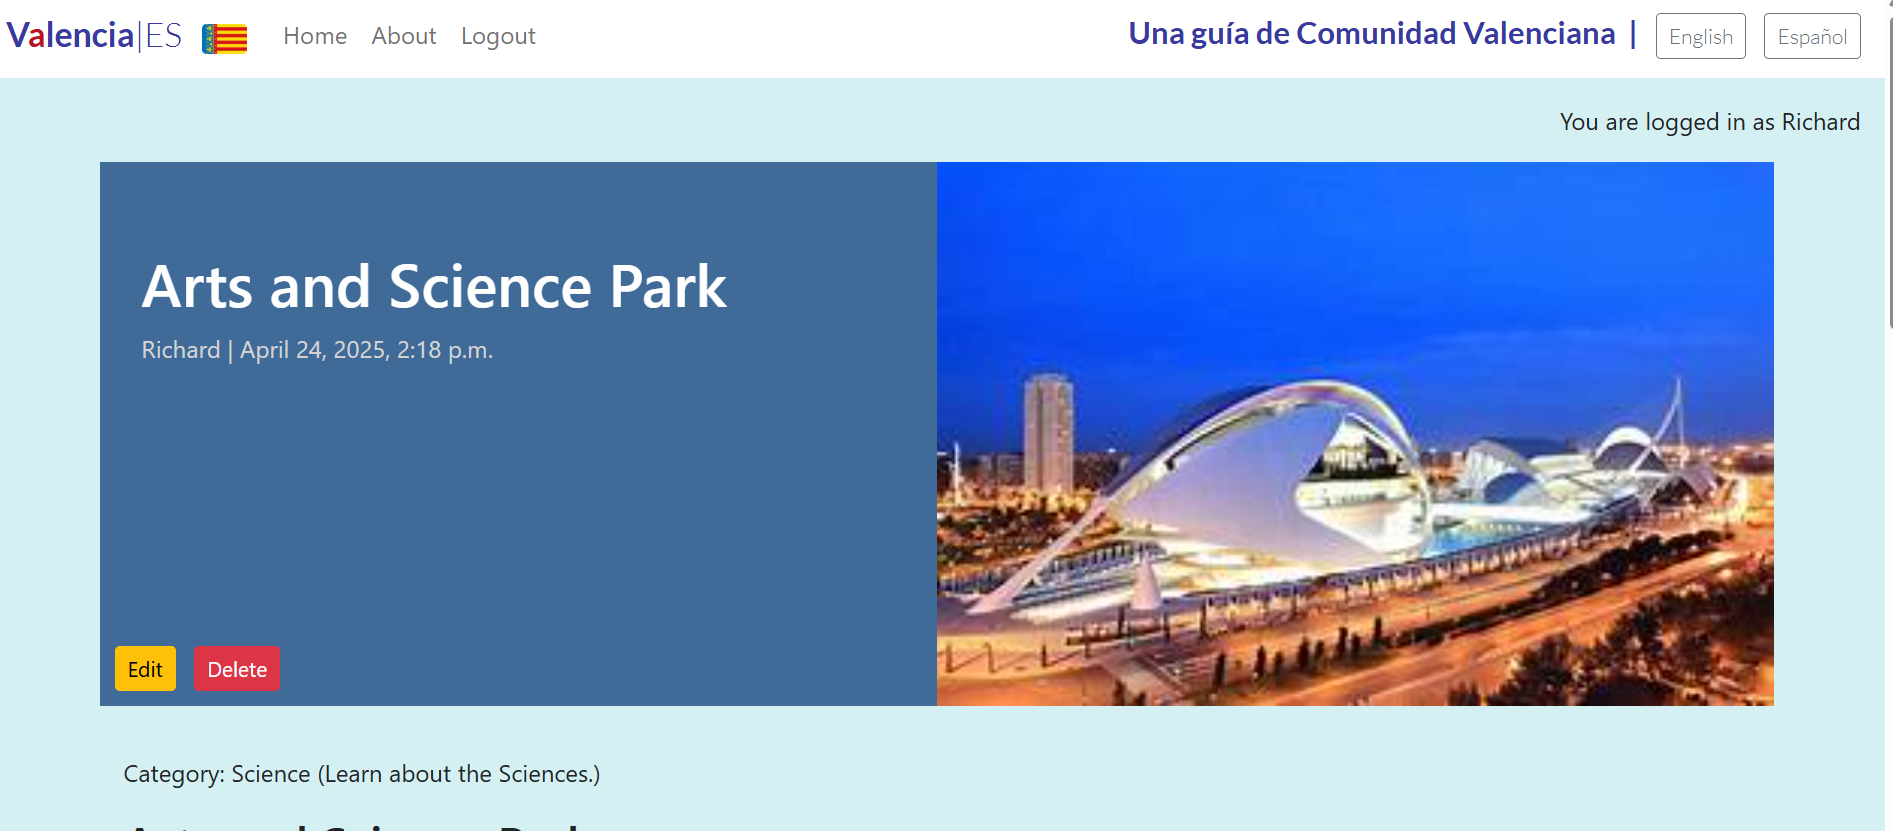 Valencia|ES Home About Logout Una guía de Comunidad Valenciana | English Español
You are logged in as Richard
Arts and Science Park
Richard | April 24, 2025, 2:18 p.m.
Edit Delete
Category: Science (Learn about the Sciences.)